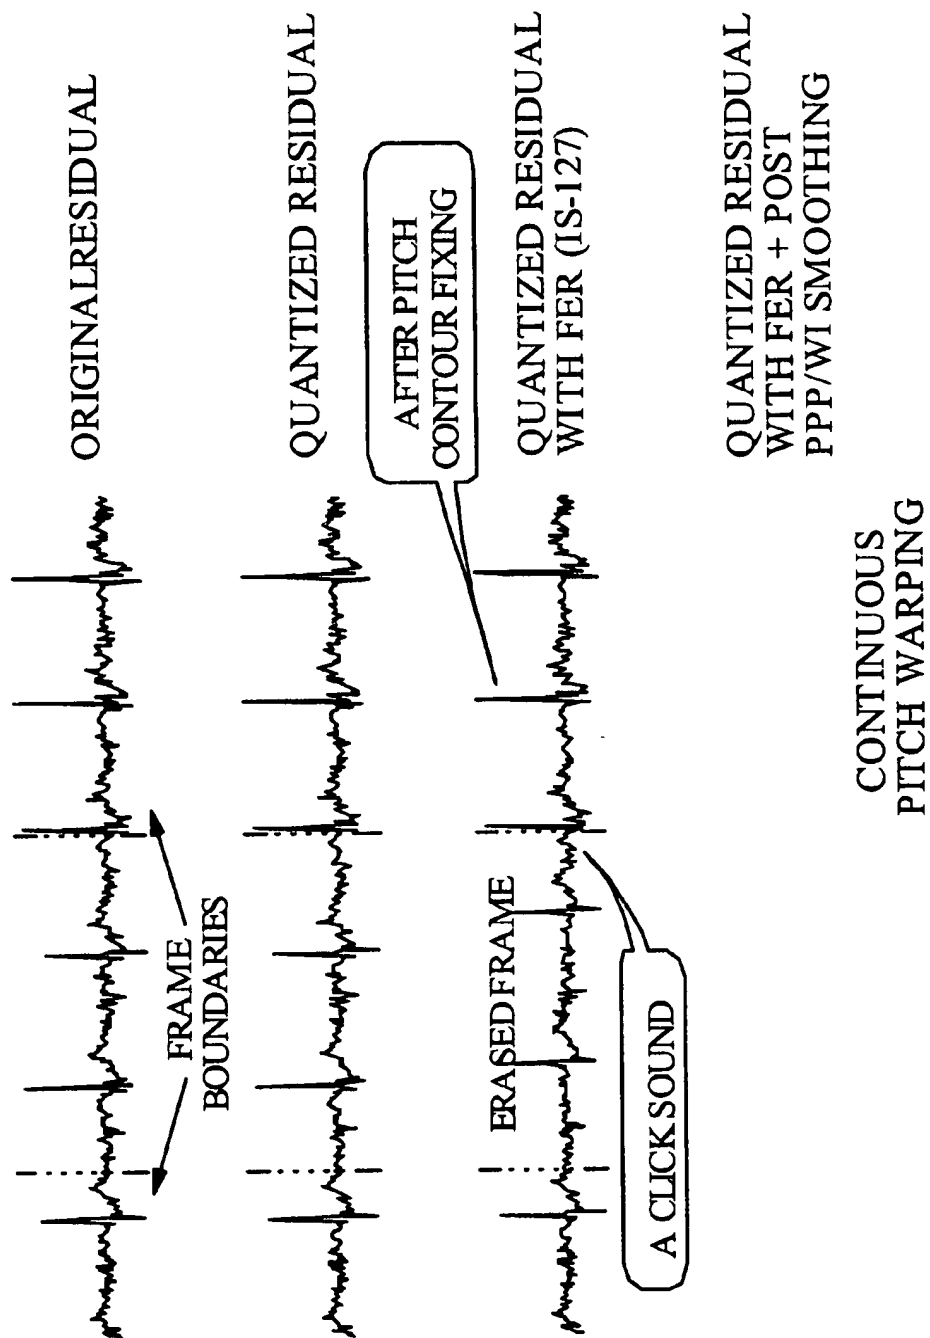 ORIGINALRESIDUAL
FRAME
BOUNDARIES
QUANTIZED RESIDUAL
AFTER PITCH
CONTOUR FIXING
ERASED FRAME
QUANTIZED RESIDUAL
WITH FER (IS-127)
A CLICK SOUND
QUANTIZED RESIDUAL
WITH FER + POST
PPP/WI SMOOTHING
CONTINUOUS
PITCH WARPING